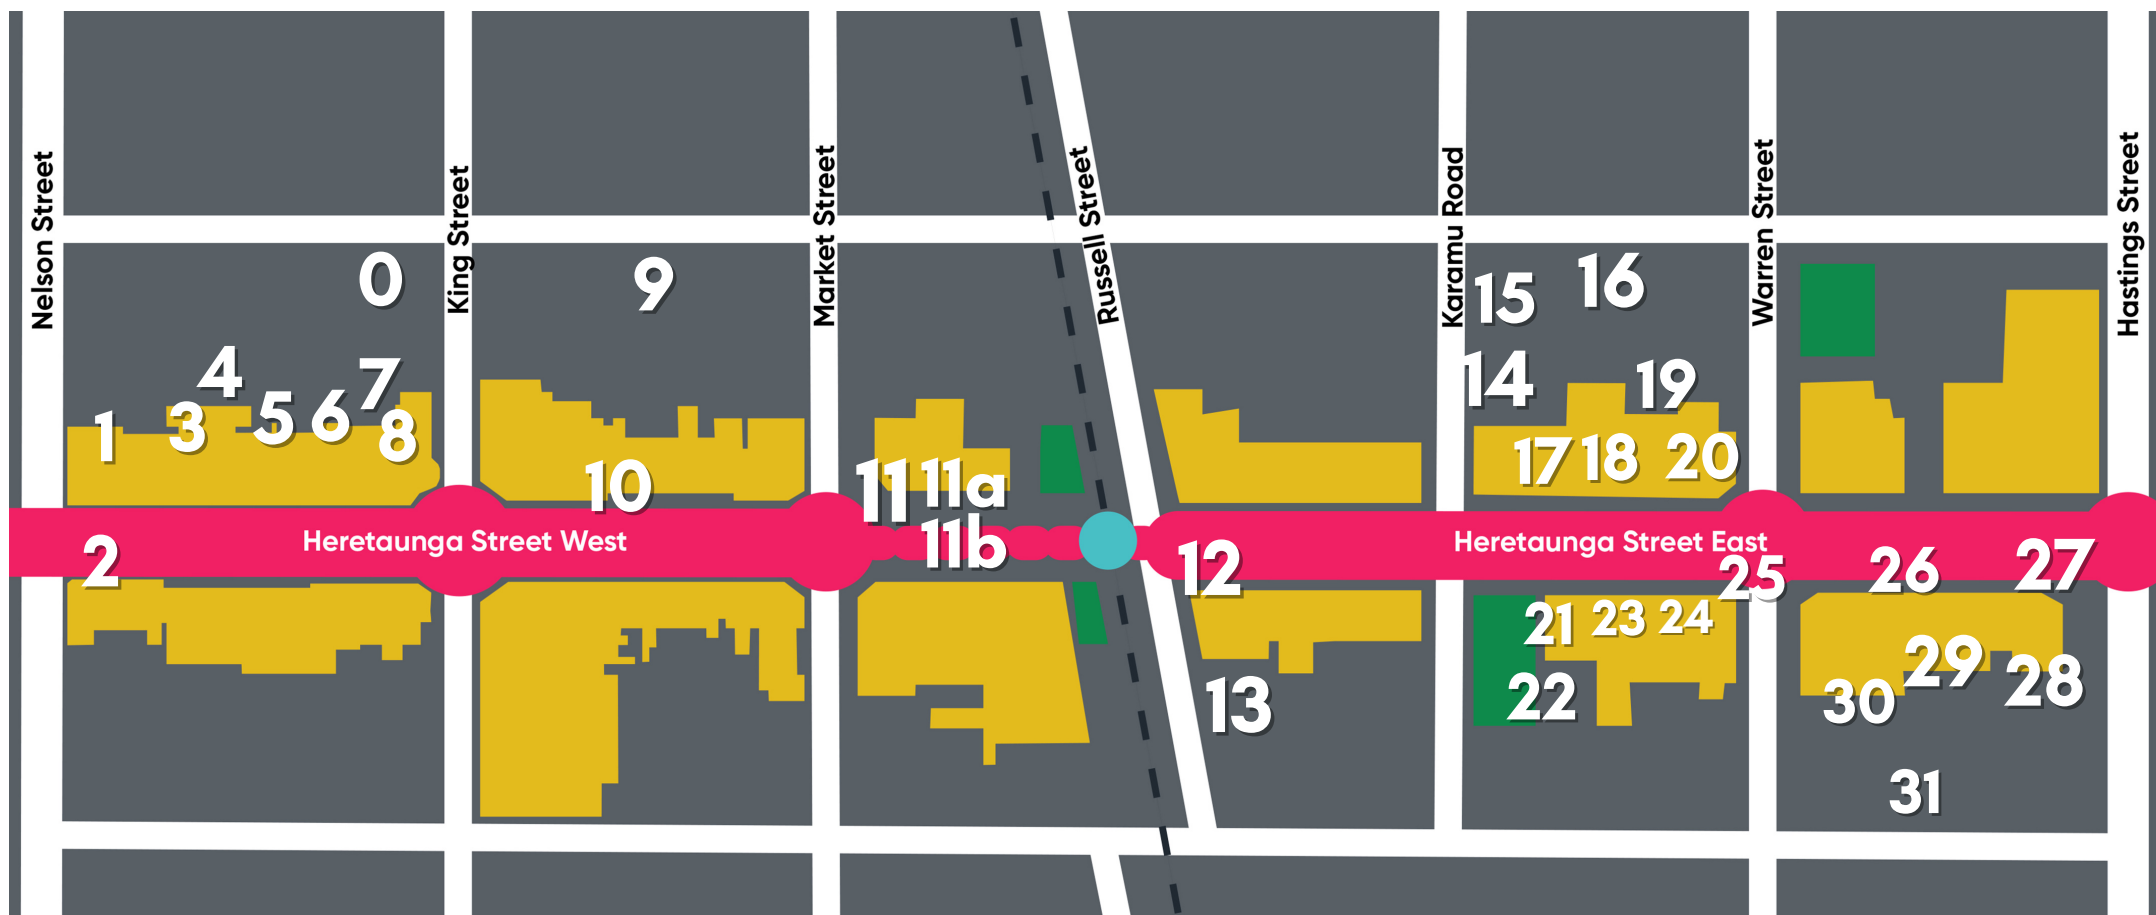 Nelson Street
King Street
Market Street
Russell Street
Karamu Road
Warren Street
Hastings Street
0
9
15
16
4
7
14
19
1
3
5
6
8
10
11
11a
17
18
20
Heretaunga Street West
11b
Heretaunga Street East
2
12
25
26
27
21
23
24
13
22
29
28
30
31